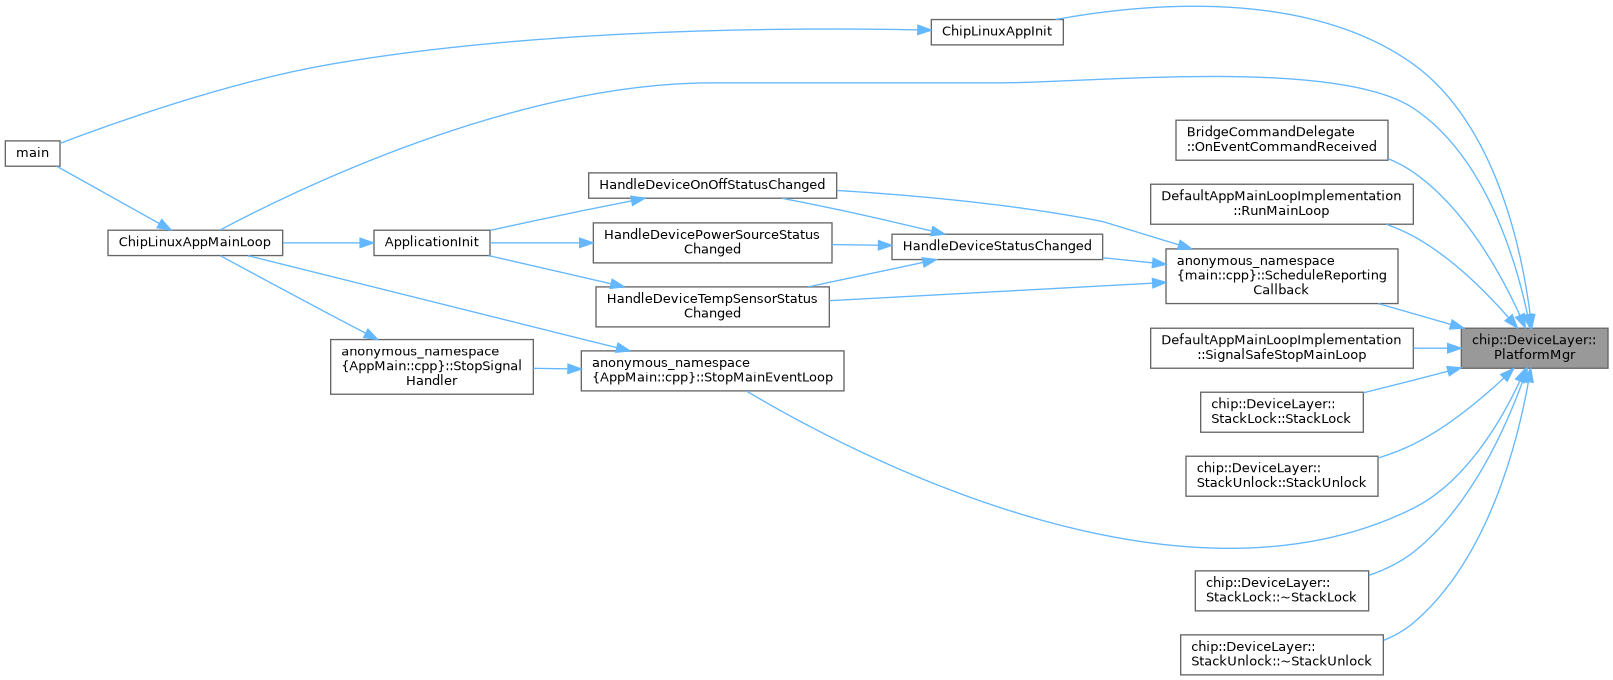 ChipLinuxAppInit
BridgeCommandDelegate
::OnEventCommandReceived
main
HandleDeviceOnOffStatusChanged
DefaultAppMainLoopImplementation
::RunMainLoop
ChipLinuxAppMainLoop
ApplicationInit
HandleDevicePowerSourceStatus
Changed
HandleDeviceStatusChanged
anonymous_namespace
{main::cpp}::ScheduleReporting
Callback
HandleDeviceTempSensorStatus
Changed
anonymous_namespace
{AppMain::cpp}::StopSignal
Handler
anonymous_namespace
{AppMain::cpp}::StopMainEventLoop
DefaultAppMainLoopImplementation
::SignalSafeStopMainLoop
chip::DeviceLayer::
PlatformMgr
chip::DeviceLayer::
StackLock::StackLock
chip::DeviceLayer::
StackUnlock::StackUnlock
chip::DeviceLayer::
StackLock::~StackLock
chip::DeviceLayer::
StackUnlock::~StackUnlock